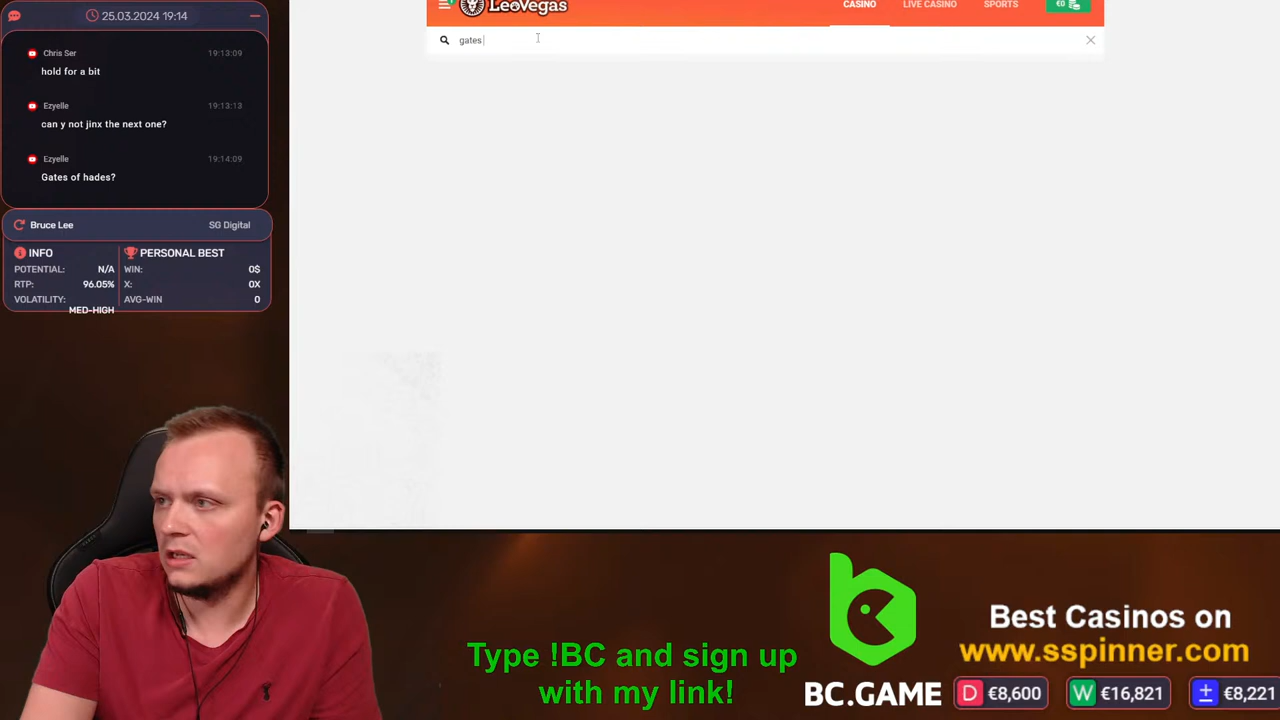 25.03.2024 19:14
Chris Ser 19:13:09
hold for a bit
Ezyelle 19:13:13
can y not jinx the next one?
Ezyelle 19:14:09
Gates of hades?
Bruce Lee SG Digital
INFO
POTENTIAL: N/A
RTP: 96.05%
VOLATILITY: MED-HIGH
PERSONAL BEST
WIN: 0$
X: 0X
AVG-WIN 0
LeoVegas CASINO LIVE CASINO SPORTS €0
gates
Type !BC and sign up
with my link!
BC.GAME
Best Casinos on
www.sspinner.com
D €8,600 W €16,821 ± €8,221